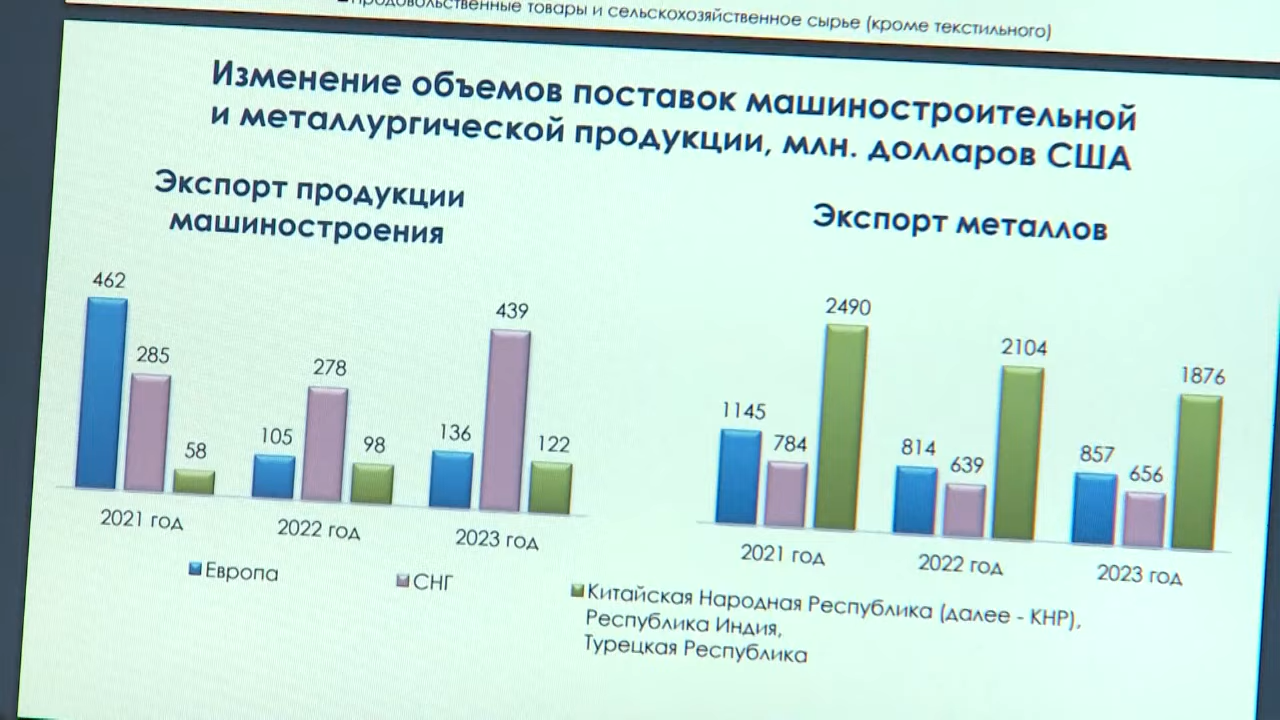 Продовольственные товары и сельскохозяйственное сырье (кроме текстильного)
Изменение объемов поставок машиностроительной
и металлургической продукции, млн. долларов США
Экспорт продукции
машиностроения
462
285
58
105
278
98
136
439
122
2021 год
2022 год
2023 год
Экспорт металлов
1145
784
2490
814
639
2104
857
656
1876
2021 год
2022 год
2023 год
Европа
СНГ
Китайская Народная Республика (далее - КНР),
Республика Индия,
Турецкая Республика